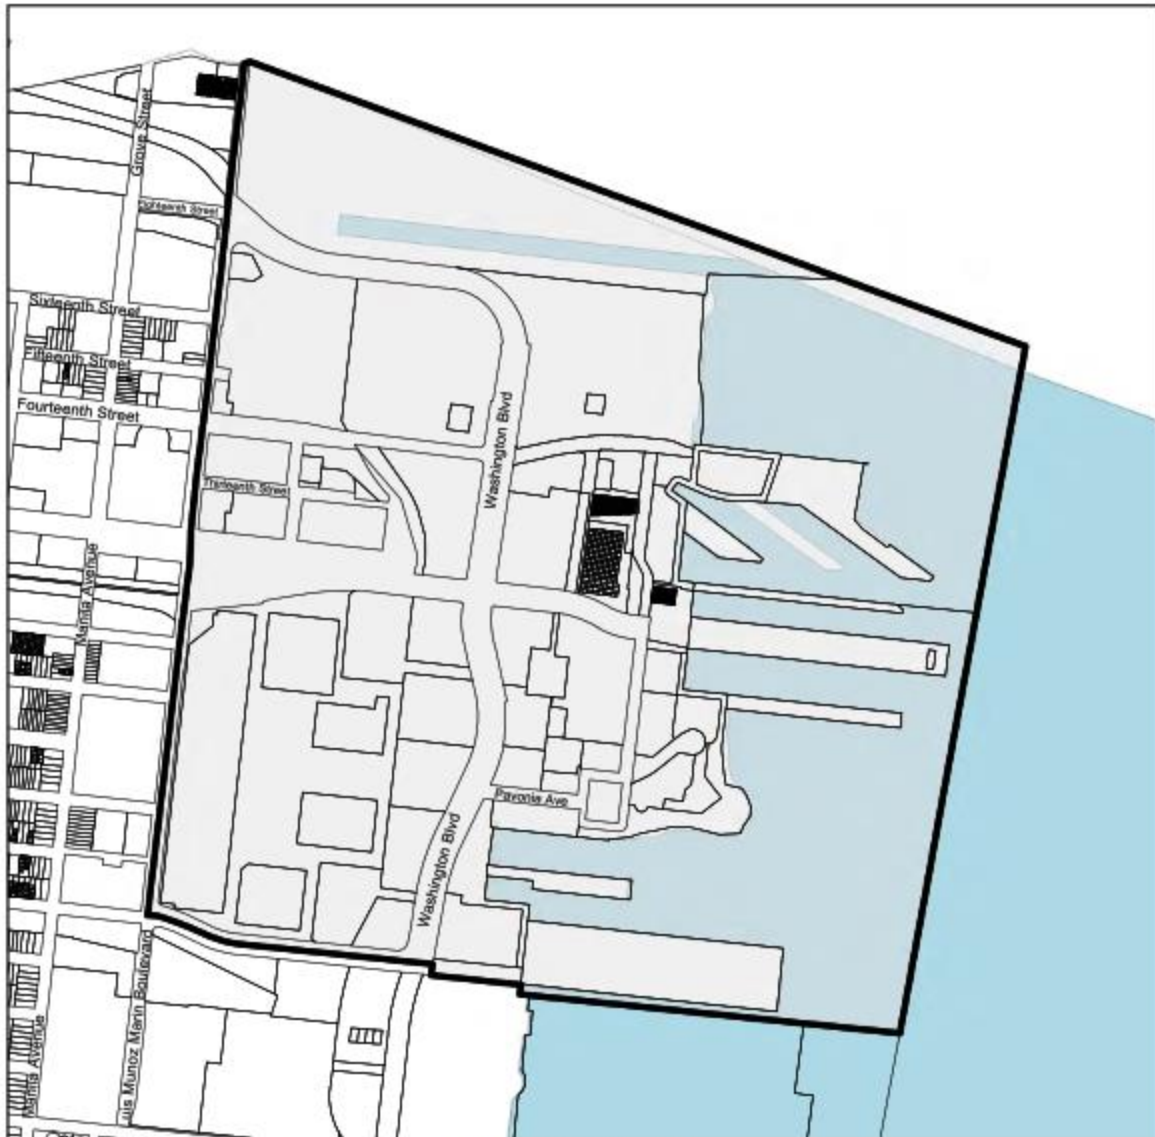 Grove Street
Eighteenth Street
Sixteenth Street
Fifteenth Street
Fourteenth Street
Washington Blvd
Thirteenth Street
Manila Avenue
Pavonia Ave
Washington Blvd
Luis Munoz Marin Boulevard
Manila Avenue